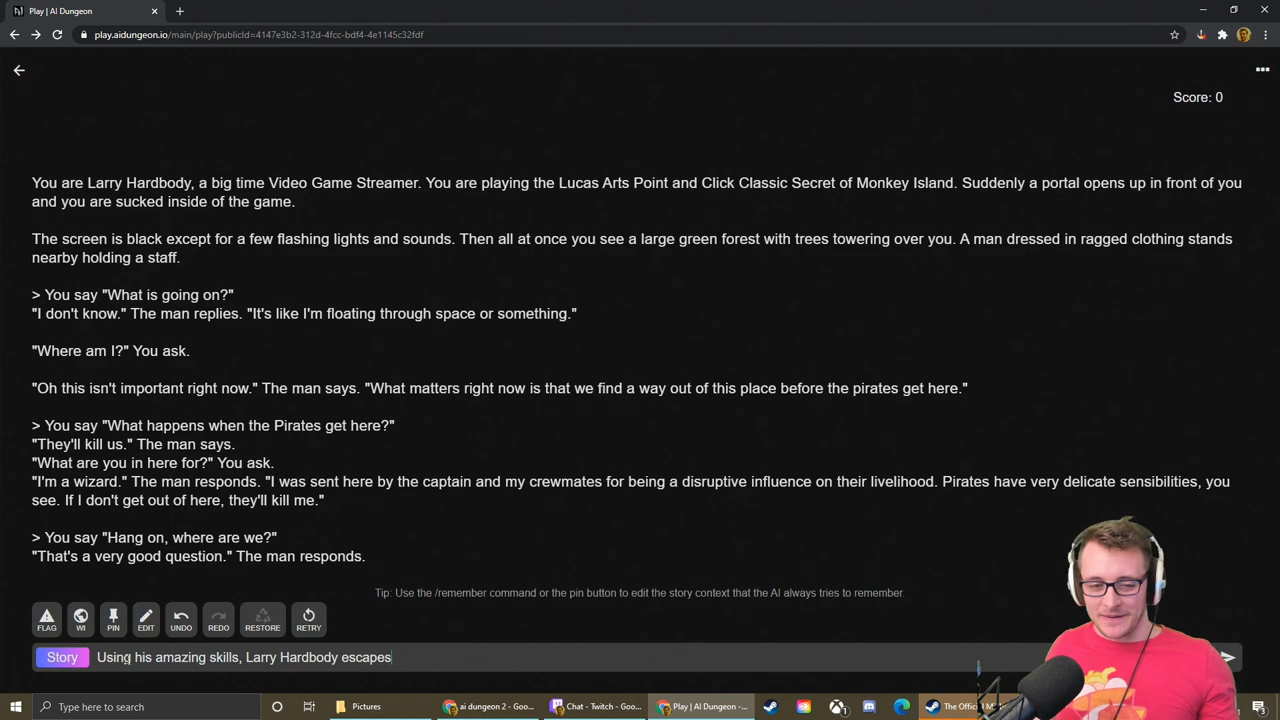 Play | AI Dungeon
play.aidungeon.io/main/play?publicId=4147e3b2-312d-4fcc-bdf4-4e1145c32fdf
Score: 0
You are Larry Hardbody, a big time Video Game Streamer. You are playing the Lucas Arts Point and Click Classic Secret of Monkey Island. Suddenly a portal opens up in front of you
and you are sucked inside of the game.
The screen is black except for a few flashing lights and sounds. Then all at once you see a large green forest with trees towering over you. A man dressed in ragged clothing stands
nearby holding a staff.
> You say "What is going on?"
"I don't know." The man replies. "It's like I'm floating through space or something."
"Where am I?" You ask.
"Oh this isn't important right now." The man says. "What matters right now is that we find a way out of this place before the pirates get here."
> You say "What happens when the Pirates get here?"
"They'll kill us." The man says.
"What are you in here for?" You ask.
"I'm a wizard." The man responds. "I was sent here by the captain and my crewmates for being a disruptive influence on their livelihood. Pirates have very delicate sensibilities, you
see. If I don't get out of here, they'll kill me."
> You say "Hang on, where are we?"
"That's a very good question." The man responds.
Tip: Use the /remember command or the pin button to edit the story context that the AI always tries to remember.
FLAG WI PIN EDIT UNDO REDO RESTORE RETRY
Story Using his amazing skills, Larry Hardbody escapes
Type here to search Pictures ai dungeon 2 - Goo... Chat - Twitch - Goo... Play | AI Dungeon -... The Official M